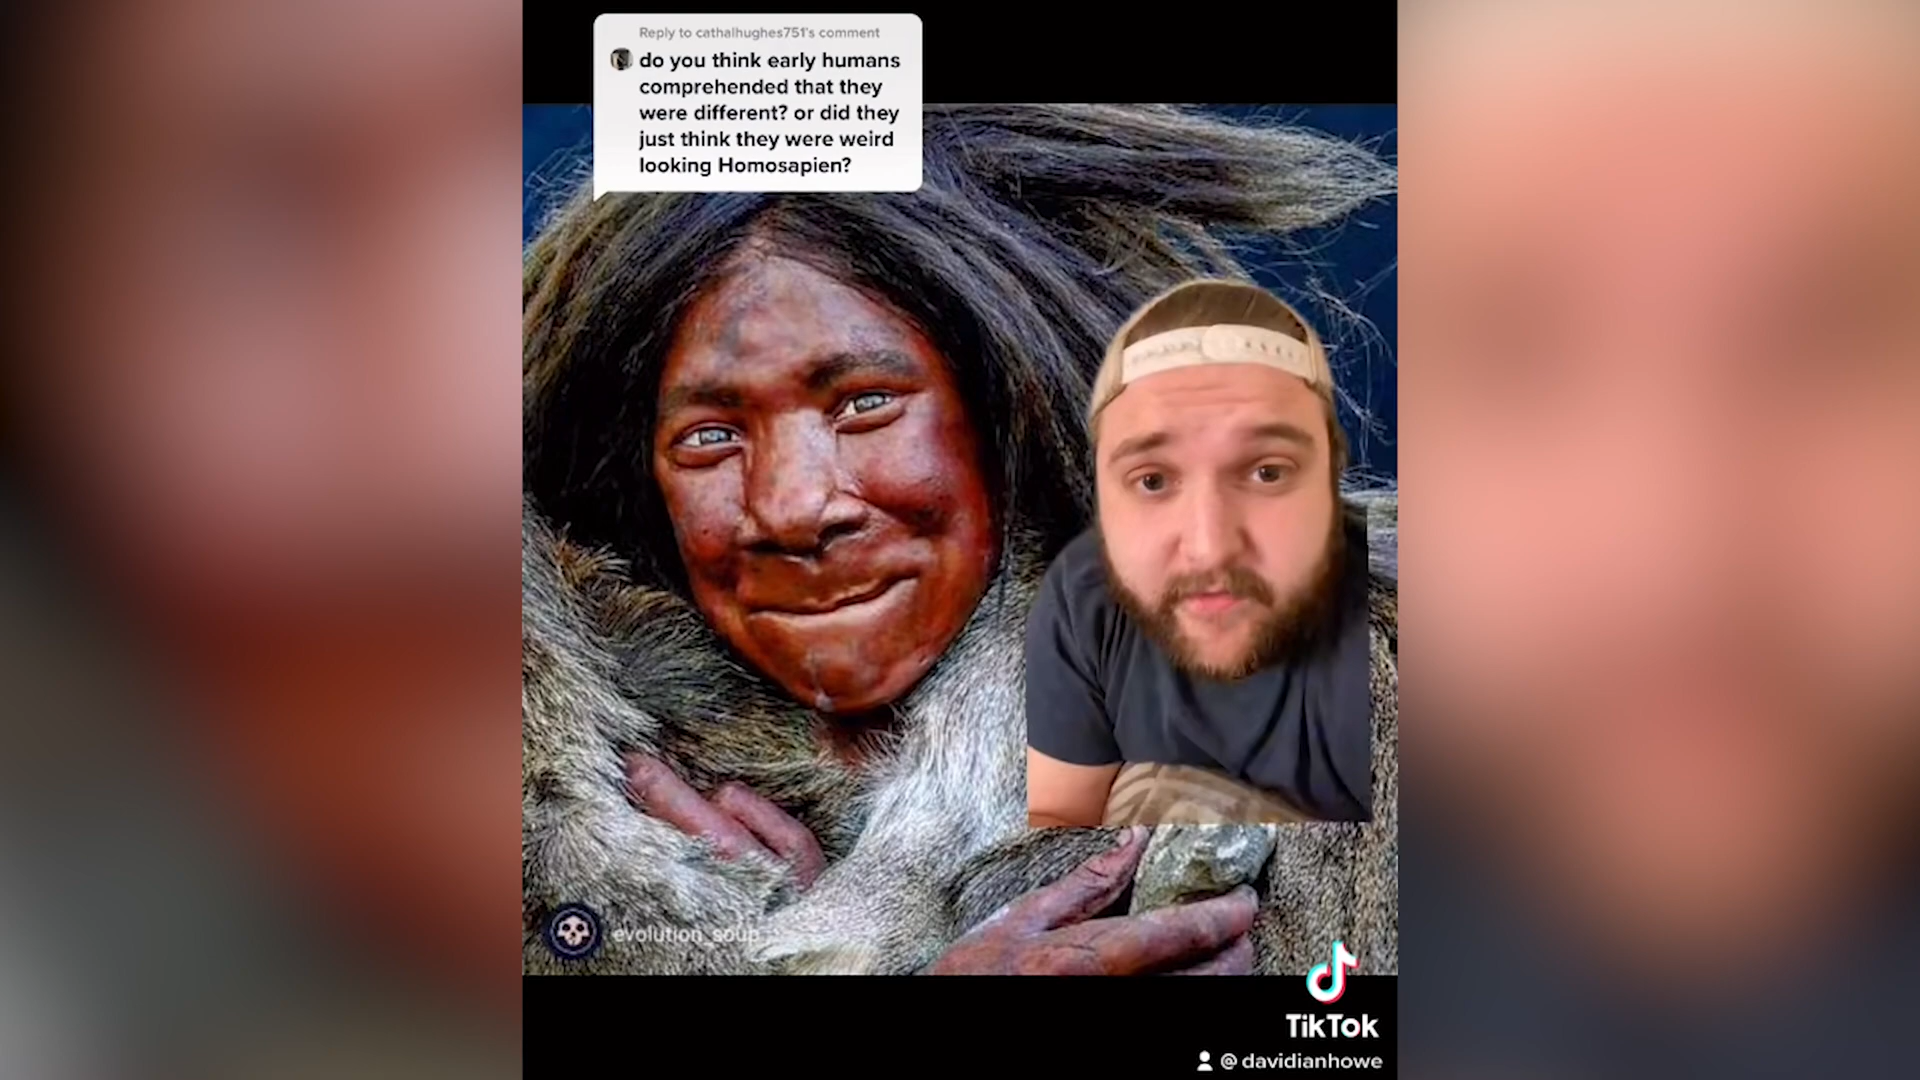 Reply to cathalhughes751's comment
do you think early humans
comprehended that they
were different? or did they
just think they were weird
looking Homosapien?
evolution_soup
TikTok
@davidianhowe